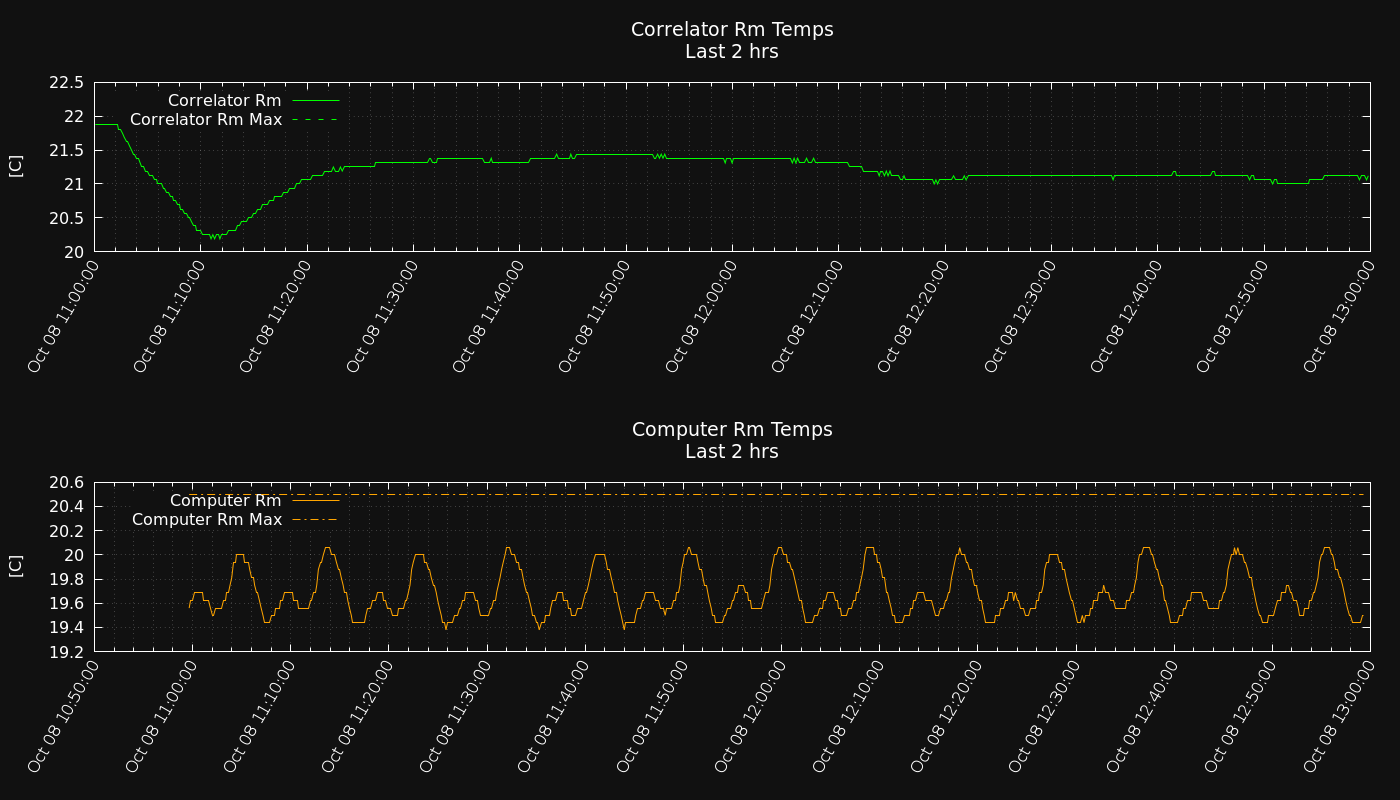 Correlator Rm Temps
Last 2 hrs
22.5
22
21.5
21
20.5
20
[C]
Correlator Rm
Correlator Rm Max
Oct 08 11:00:00
Oct 08 11:10:00
Oct 08 11:20:00
Oct 08 11:30:00
Oct 08 11:40:00
Oct 08 11:50:00
Oct 08 12:00:00
Oct 08 12:10:00
Oct 08 12:20:00
Oct 08 12:30:00
Oct 08 12:40:00
Oct 08 12:50:00
Oct 08 13:00:00
Computer Rm Temps
Last 2 hrs
20.6
20.4
20.2
20
19.8
19.6
19.4
19.2
[C]
Computer Rm
Computer Rm Max
Oct 08 10:50:00
Oct 08 11:00:00
Oct 08 11:10:00
Oct 08 11:20:00
Oct 08 11:30:00
Oct 08 11:40:00
Oct 08 11:50:00
Oct 08 12:00:00
Oct 08 12:10:00
Oct 08 12:20:00
Oct 08 12:30:00
Oct 08 12:40:00
Oct 08 12:50:00
Oct 08 13:00:00